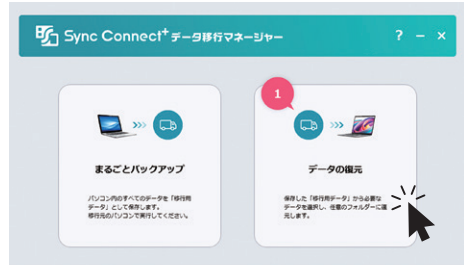 Sync Connect+ データ移行マネージャー ? − ×
1
まるごとバックアップ
パソコン内のすべてのデータを「移行用
データ」として保存します。
移行元のパソコンで実行してください。
データの復元
保存した「移行用データ」から必要な
データを選択し、任意のフォルダーに復
元します。